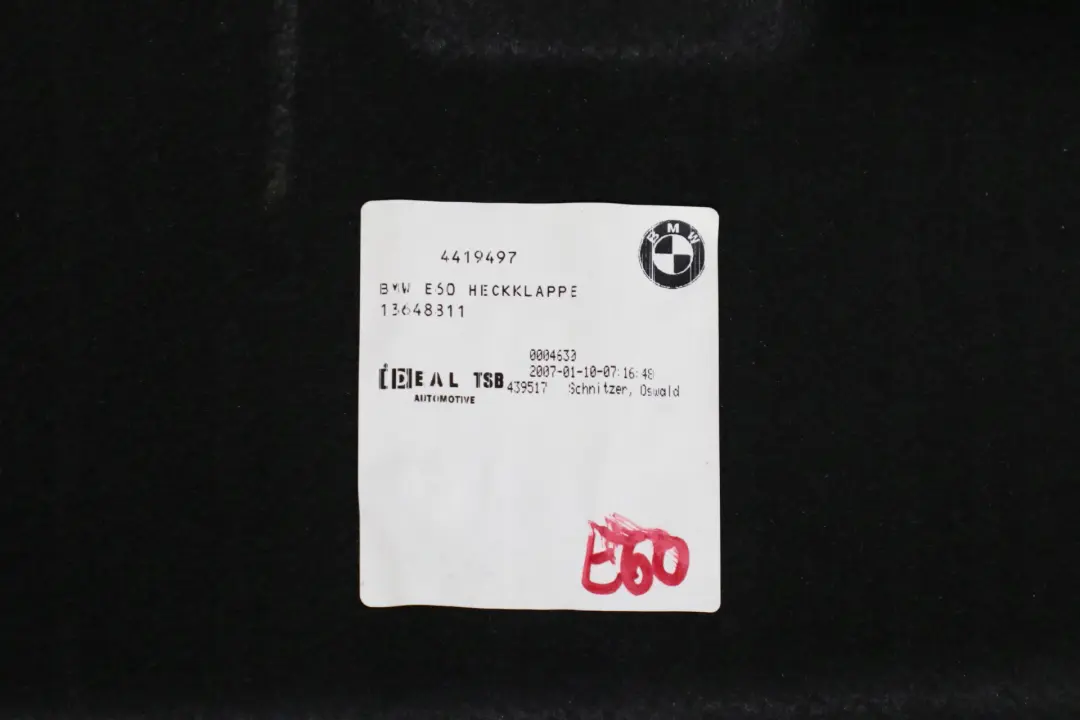 BMW
4419497
BMW E60 HECKKLAPPE
13648311
0004630
2007-01-10-07:16:48
IDEAL TSB
439517 Schnitzer, Oswald
AUTOMOTIVE
E60